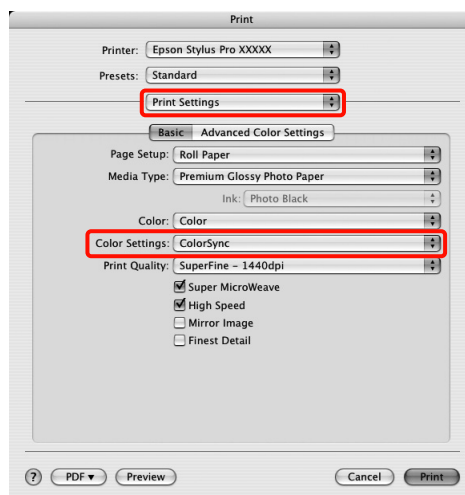 Print
Printer: Epson Stylus Pro XXXXX
Presets: Standard
Print Settings
Basic Advanced Color Settings
Page Setup: Roll Paper
Media Type: Premium Glossy Photo Paper
Ink: Photo Black
Color: Color
Color Settings: ColorSync
Print Quality: SuperFine – 1440dpi
Super MicroWeave
High Speed
Mirror Image
Finest Detail
? PDF ▾ Preview Cancel Print